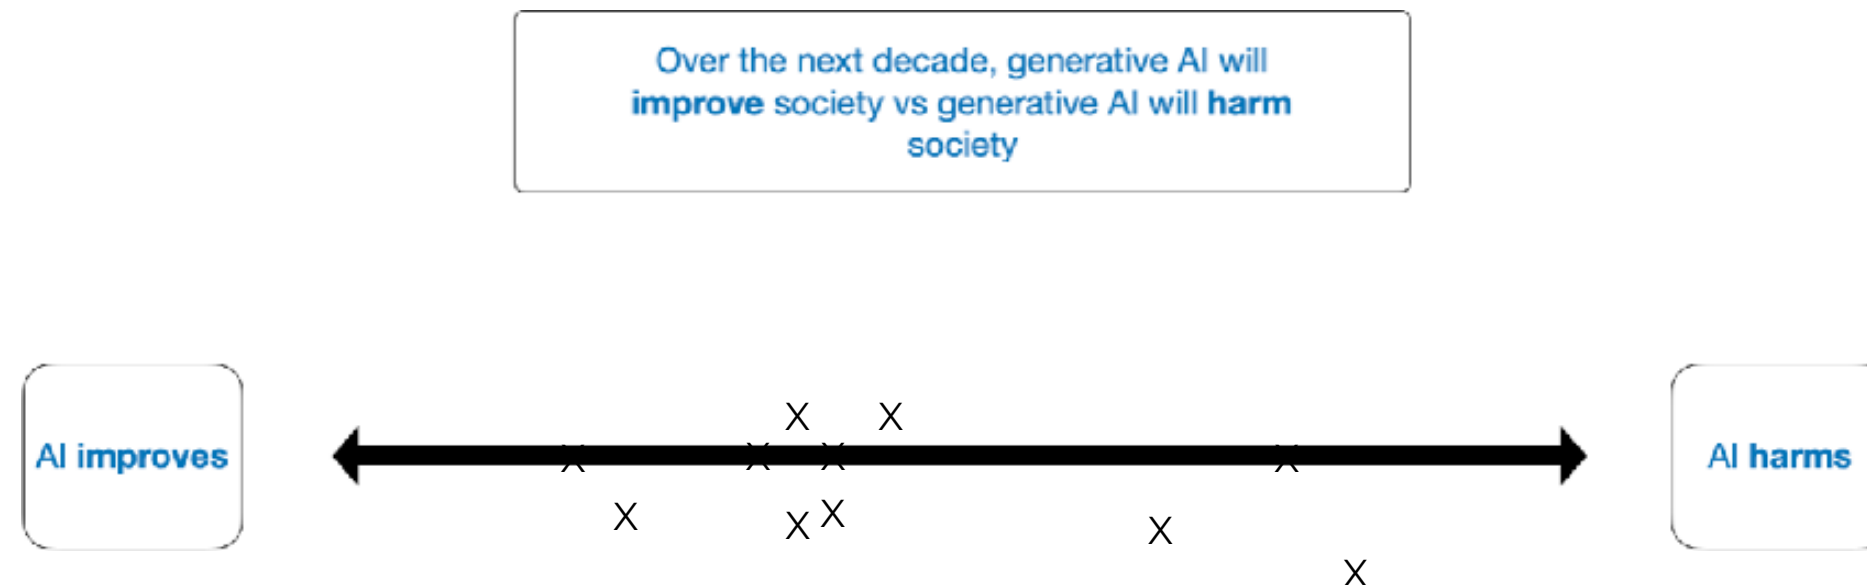 Over the next decade, generative AI will
improve society vs generative AI will harm
society
X X
AI improves X X X X AI harms
X X X X
X